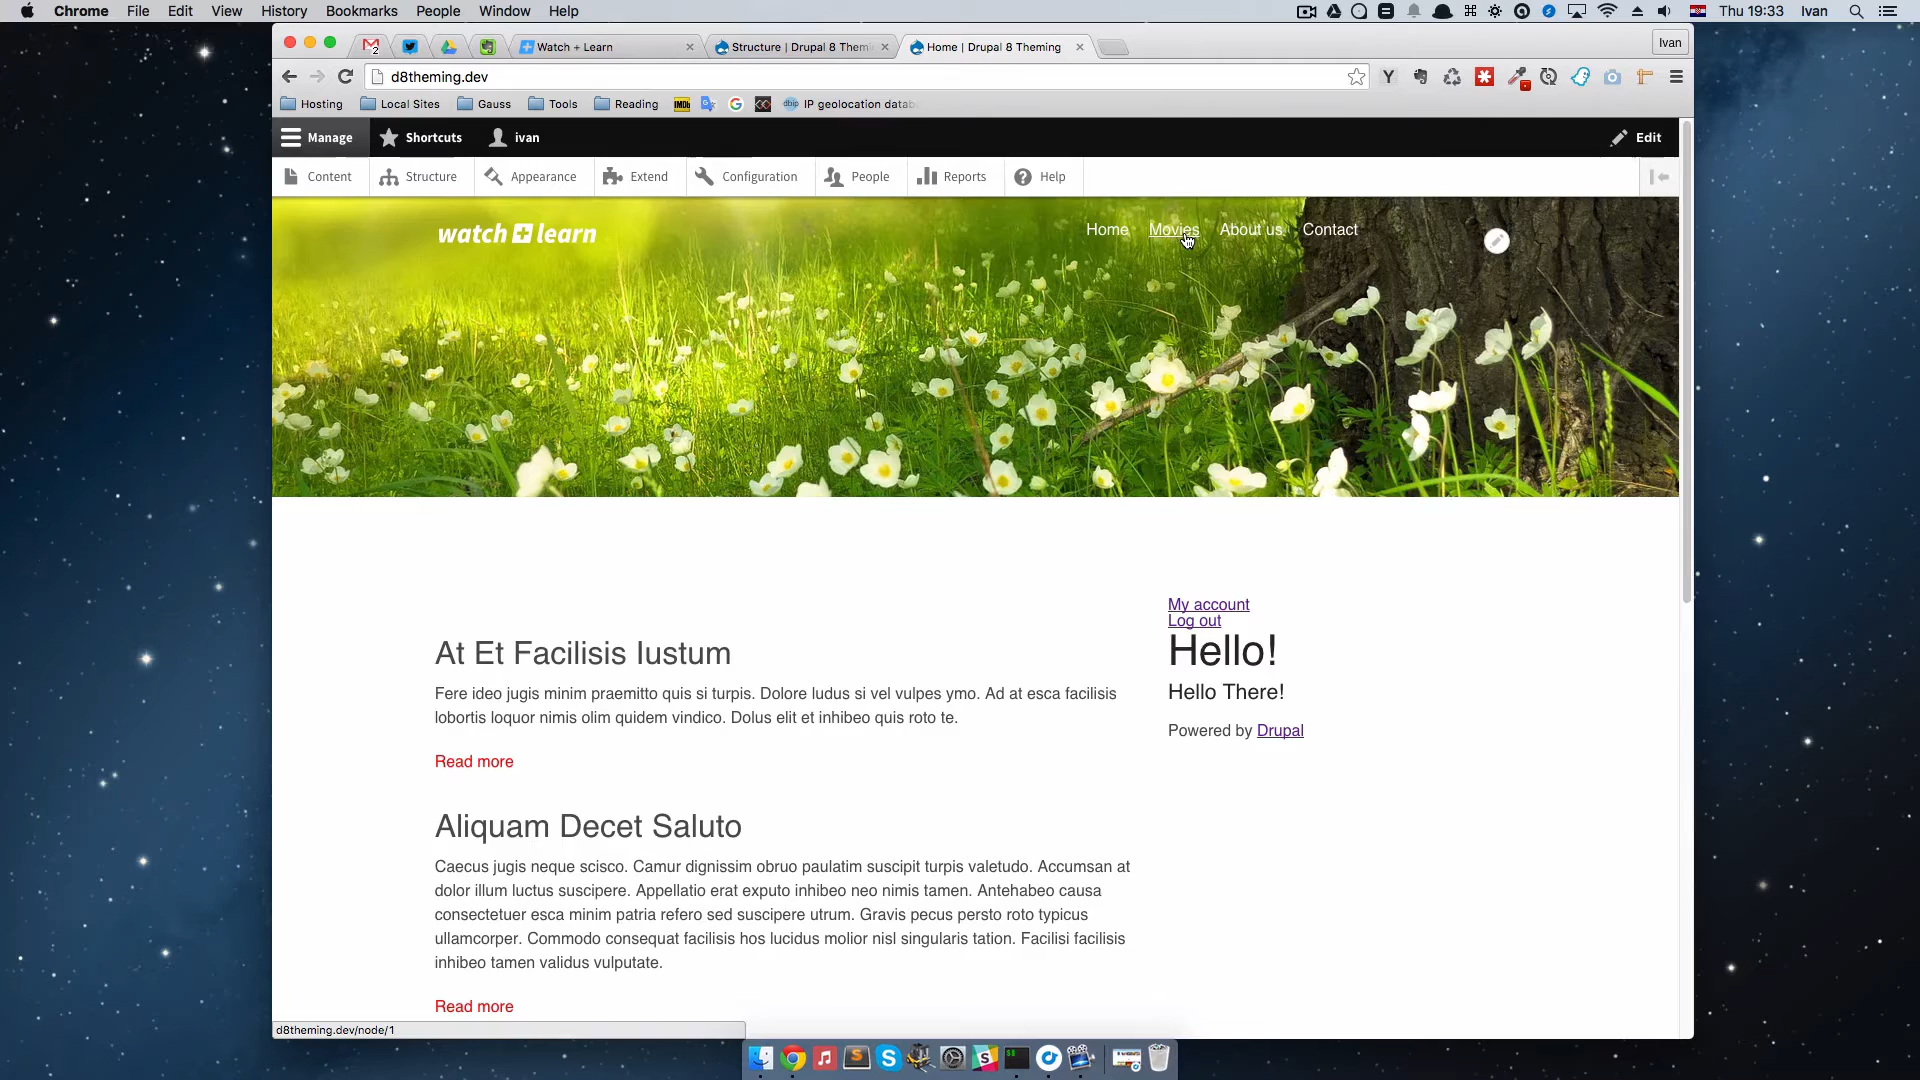 Chrome File Edit View History Bookmarks People Window Help
Thu 19:33 Ivan
2
Watch + Learn
Structure | Drupal 8 Themi
Home | Drupal 8 Theming
Ivan
d8theming.dev
Y
Hosting Local Sites Gauss Tools Reading IMDb dbip IP geolocation datab
Manage Shortcuts ivan Edit
Content Structure Appearance Extend Configuration People Reports Help
watch + learn
Home Movies About us Contact
My account
Log out
Hello!
Hello There!
Powered by Drupal
At Et Facilisis Iustum
Fere ideo jugis minim praemitto quis si turpis. Dolore ludus si vel vulpes ymo. Ad at esca facilisis
lobortis loquor nimis olim quidem vindico. Dolus elit et inhibeo quis roto te.
Read more
Aliquam Decet Saluto
Caecus jugis neque scisco. Camur dignissim obruo paulatim suscipit turpis valetudo. Accumsan at
dolor illum luctus suscipere. Appellatio erat exputo inhibeo neo nimis tamen. Antehabeo causa
consectetuer esca minim patria refero sed suscipere utrum. Gravis pecus persto roto typicus
ullamcorper. Commodo consequat facilisis hos lucidus molior nisl singularis tation. Facilisi facilisis
inhibeo tamen validus vulputate.
Read more
d8theming.dev/node/1